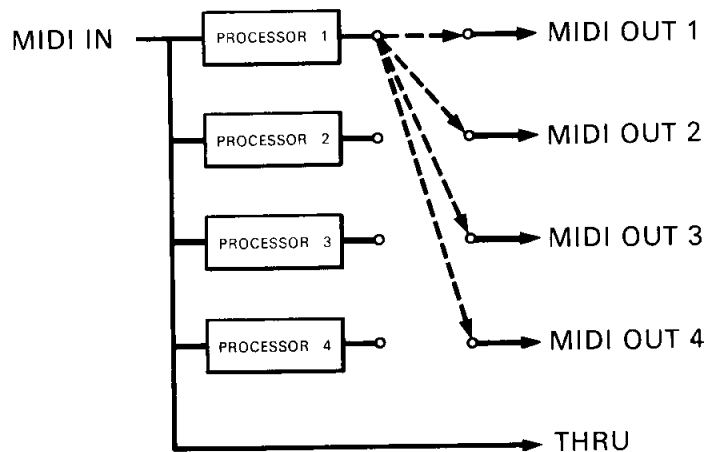 MIDI IN
PROCESSOR 1
MIDI OUT 1
PROCESSOR 2
MIDI OUT 2
PROCESSOR 3
MIDI OUT 3
PROCESSOR 4
MIDI OUT 4
THRU